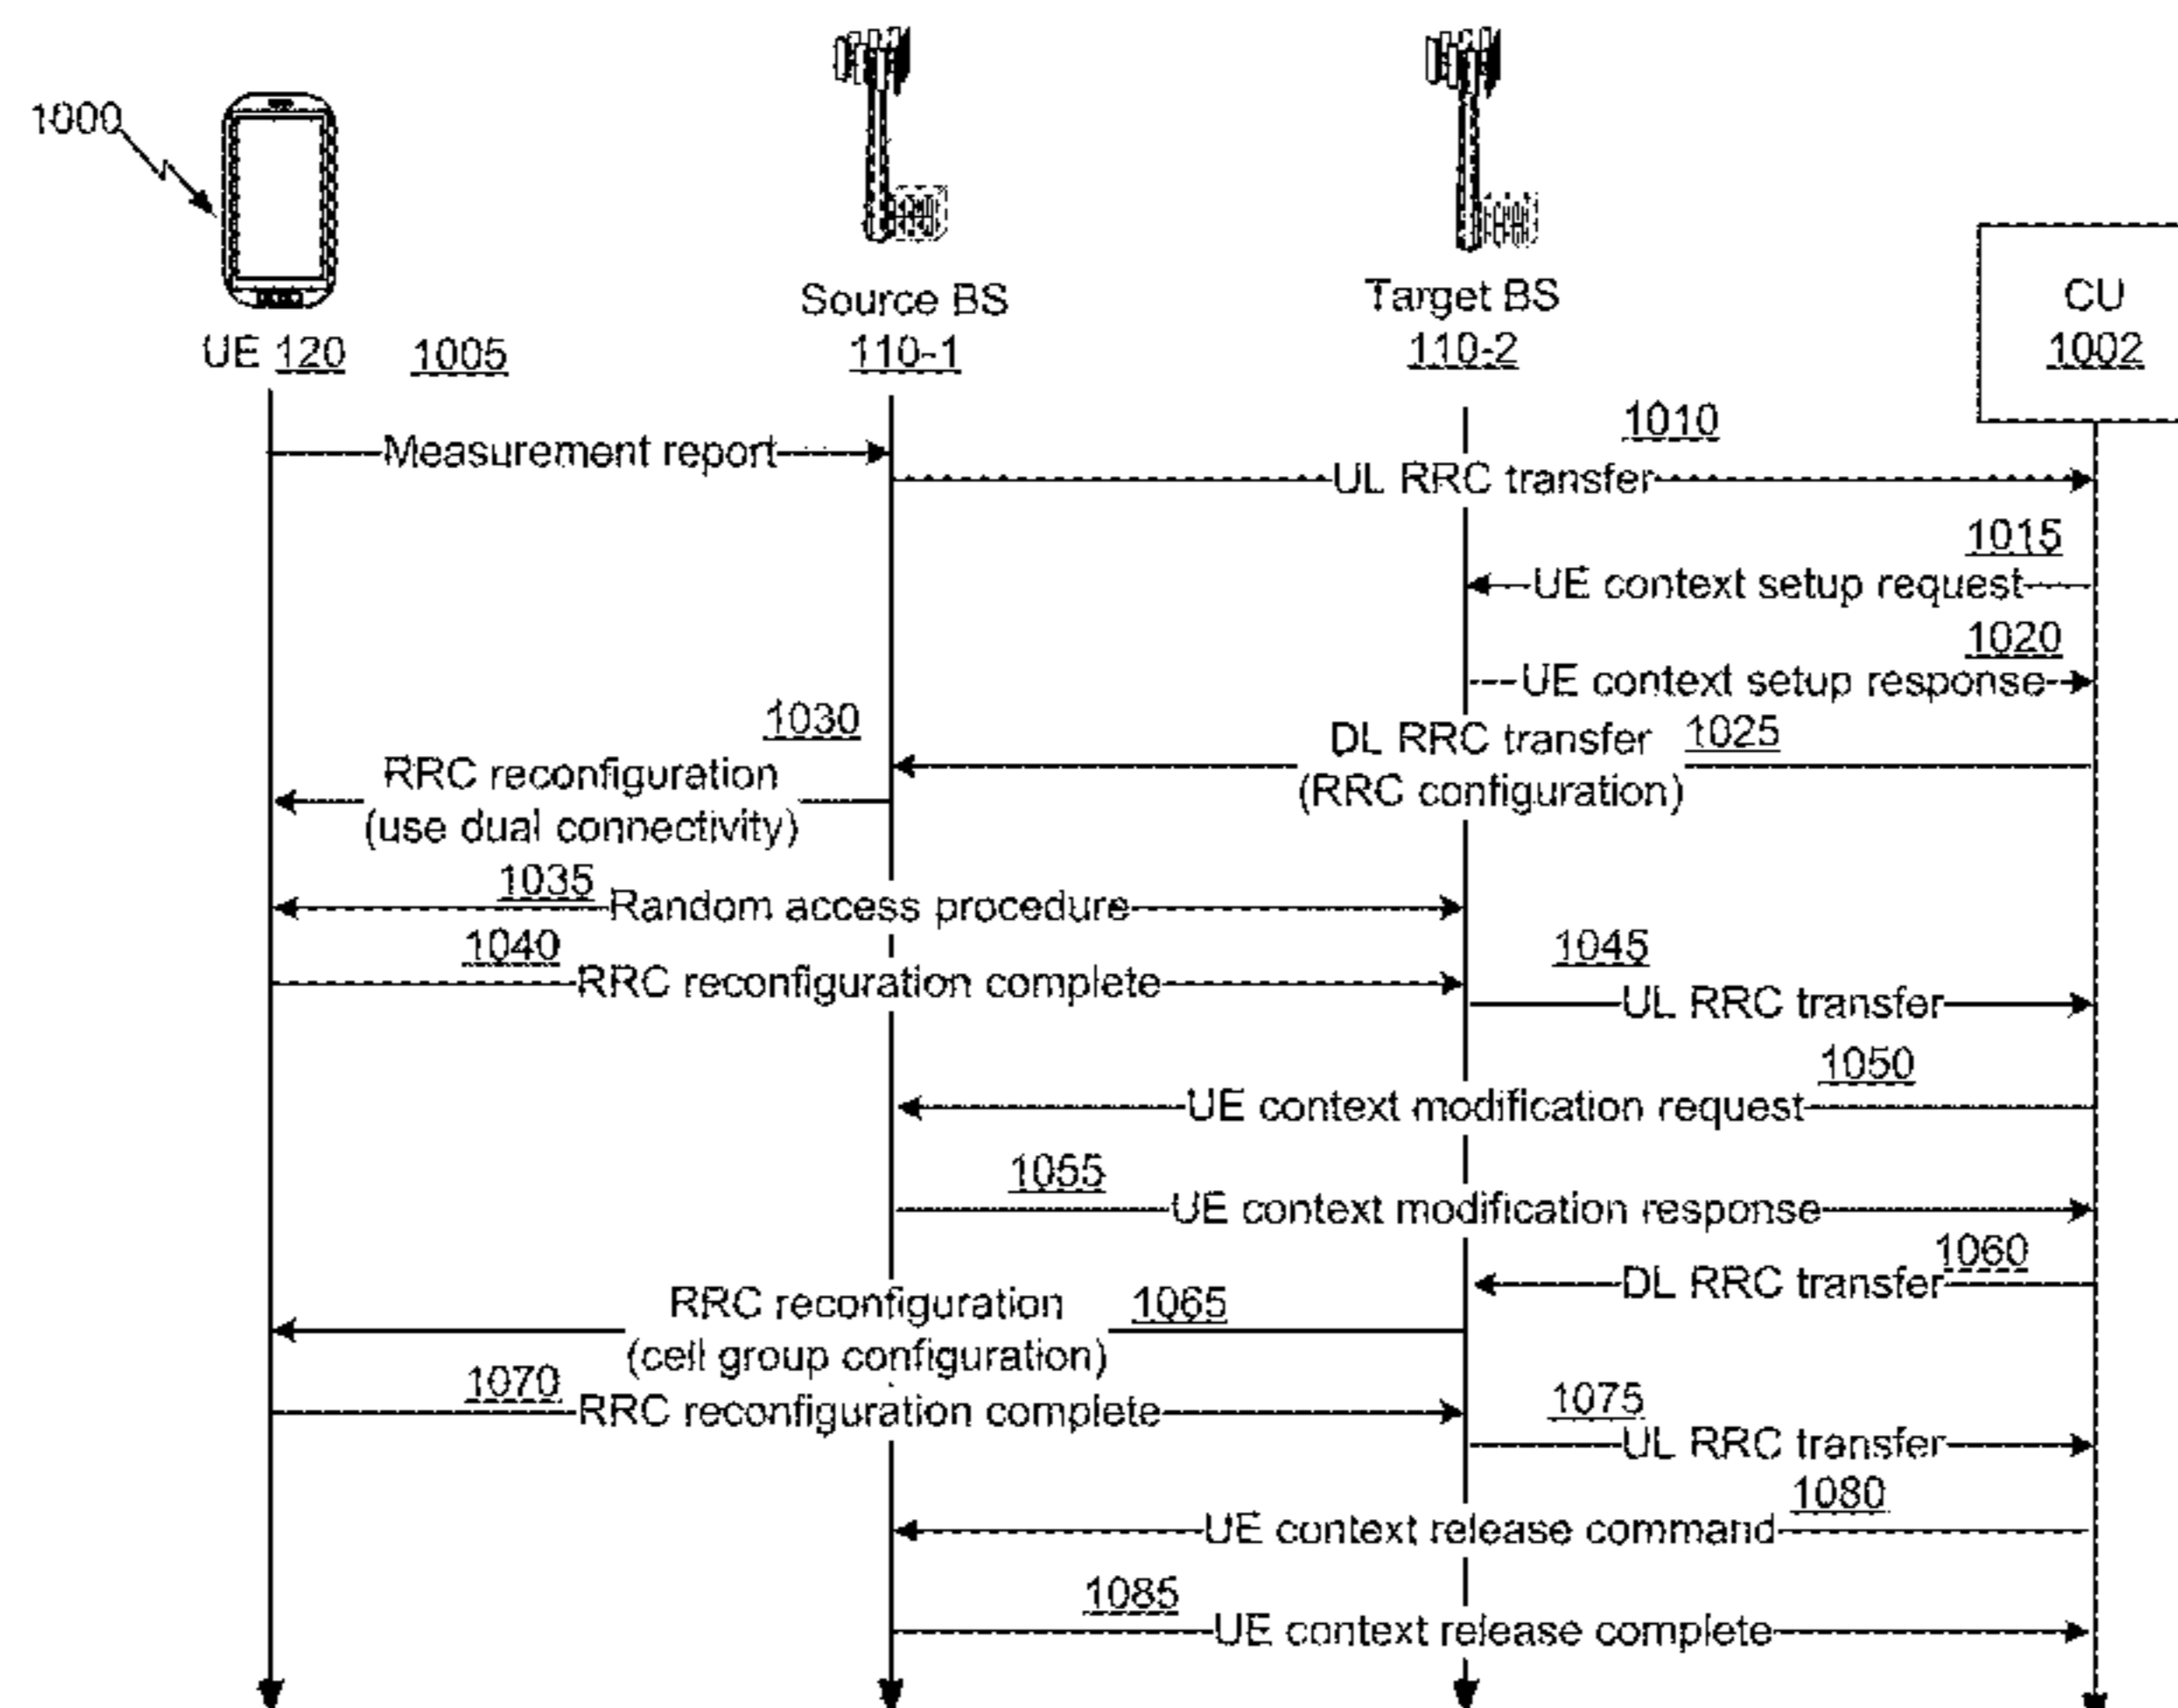 1000
Source BS
110-1
Target BS
110-2
CU
1002
UE 120
1005
Measurement report
1010
UL RRC transfer
1015
UE context setup request
1020
UE context setup response
1025
DL RRC transfer
(RRC configuration)
1030
RRC reconfiguration
(use dual connectivity)
1035
Random access procedure
1040
RRC reconfiguration complete
1045
UL RRC transfer
1050
UE context modification request
1055
UE context modification response
1060
DL RRC transfer
1065
RRC reconfiguration
(cell group configuration)
1070
RRC reconfiguration complete
1075
UL RRC transfer
1080
UE context release command
1085
UE context release complete